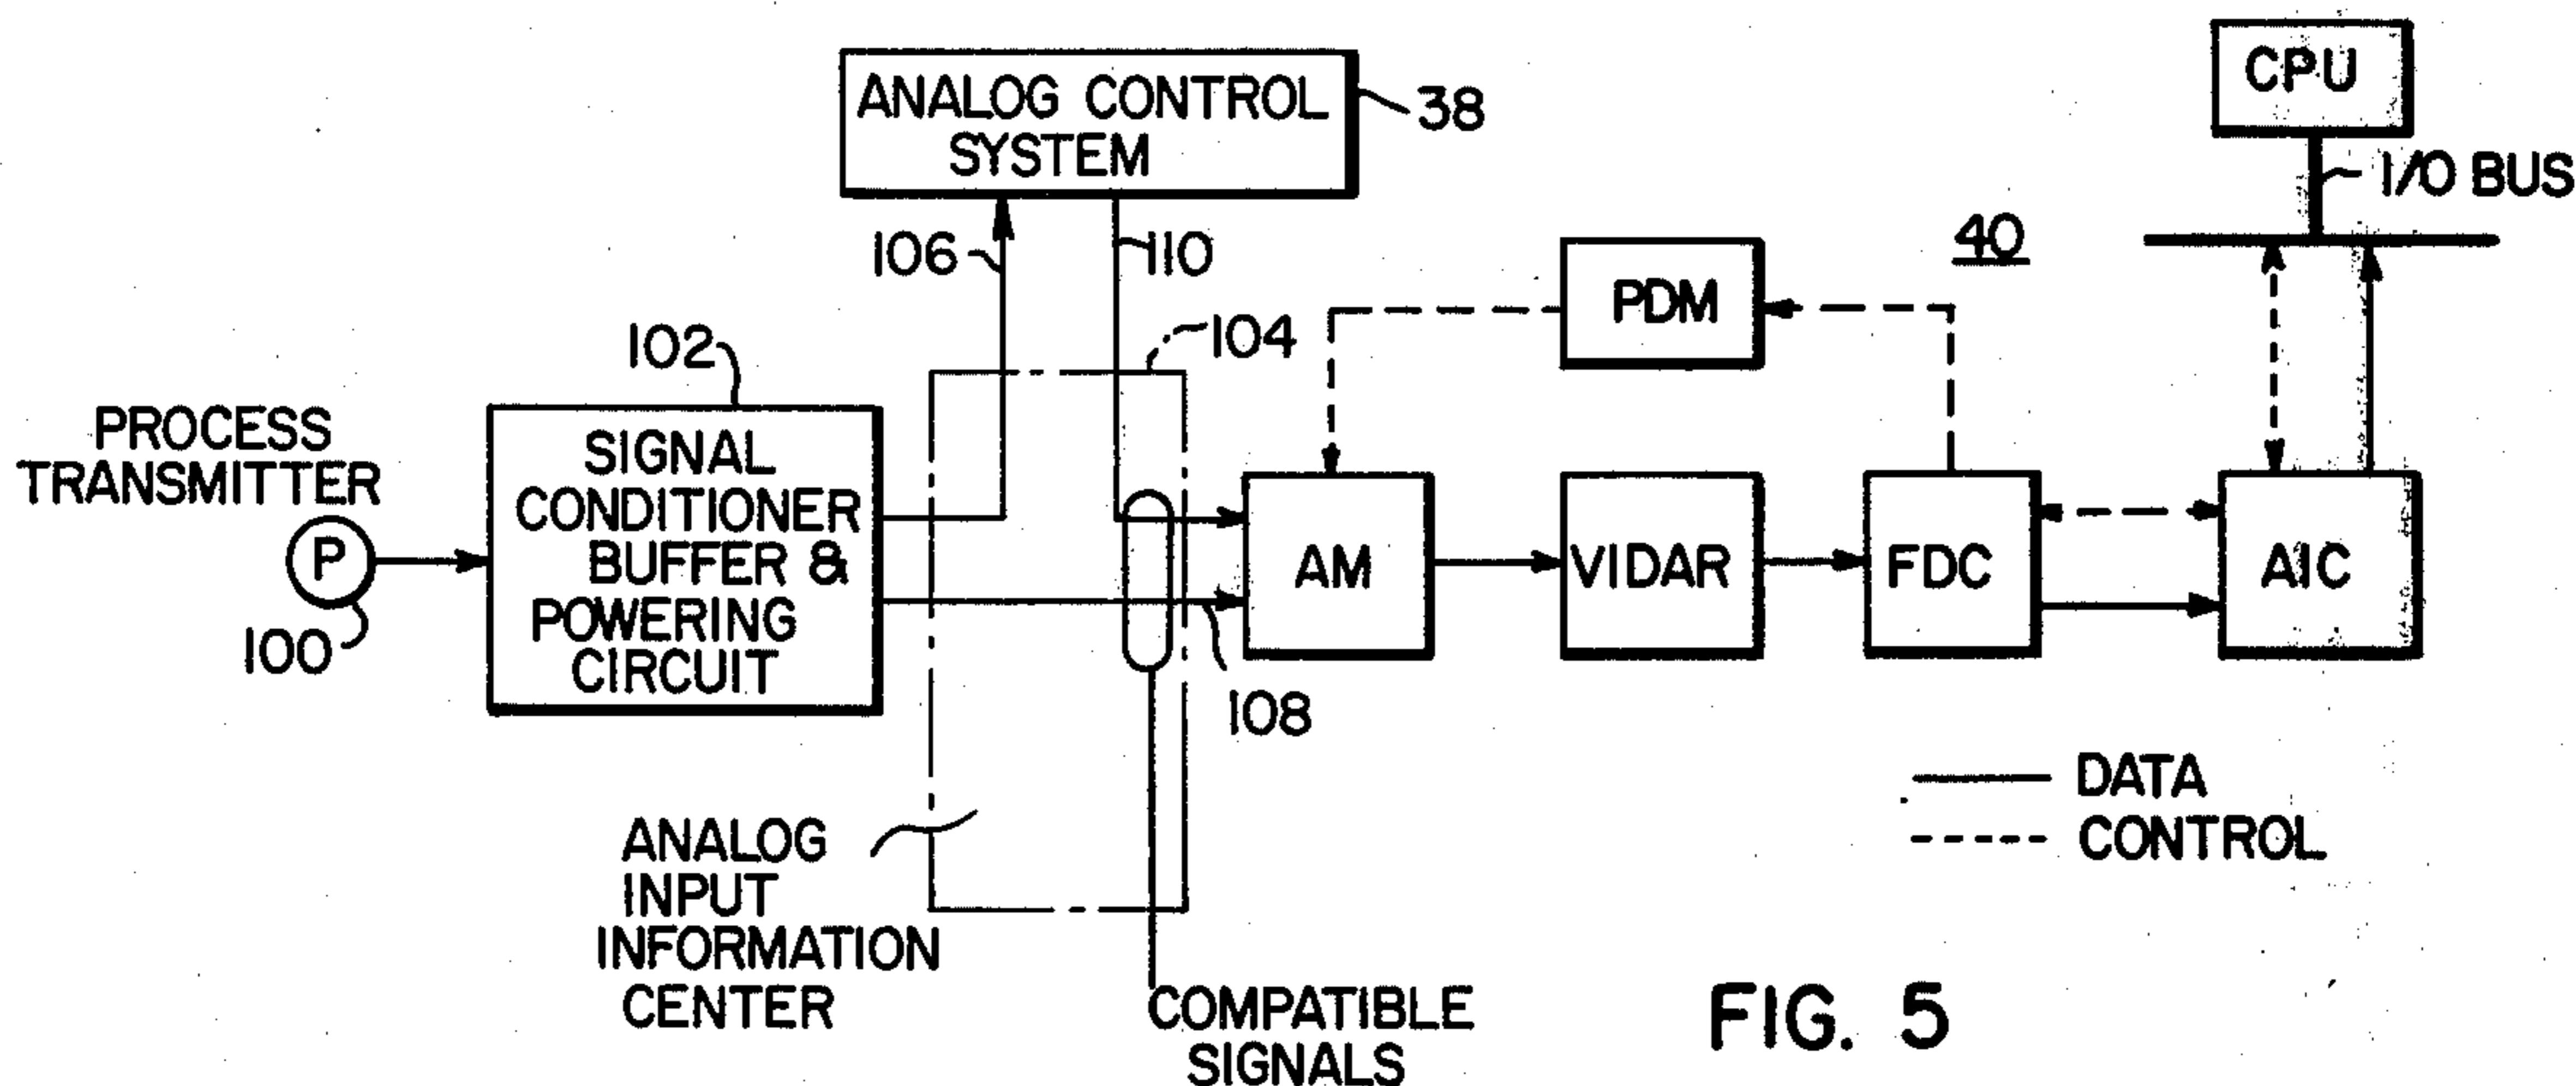 CPU
ANALOG CONTROL
SYSTEM
38
I/O BUS
106
110
40
PDM
104
102
PROCESS
TRANSMITTER
P
100
SIGNAL
CONDITIONER
BUFFER &
POWERING
CIRCUIT
AM
VIDAR
FDC
AIC
108
DATA
CONTROL
ANALOG
INPUT
INFORMATION
CENTER
COMPATIBLE
SIGNALS
FIG. 5